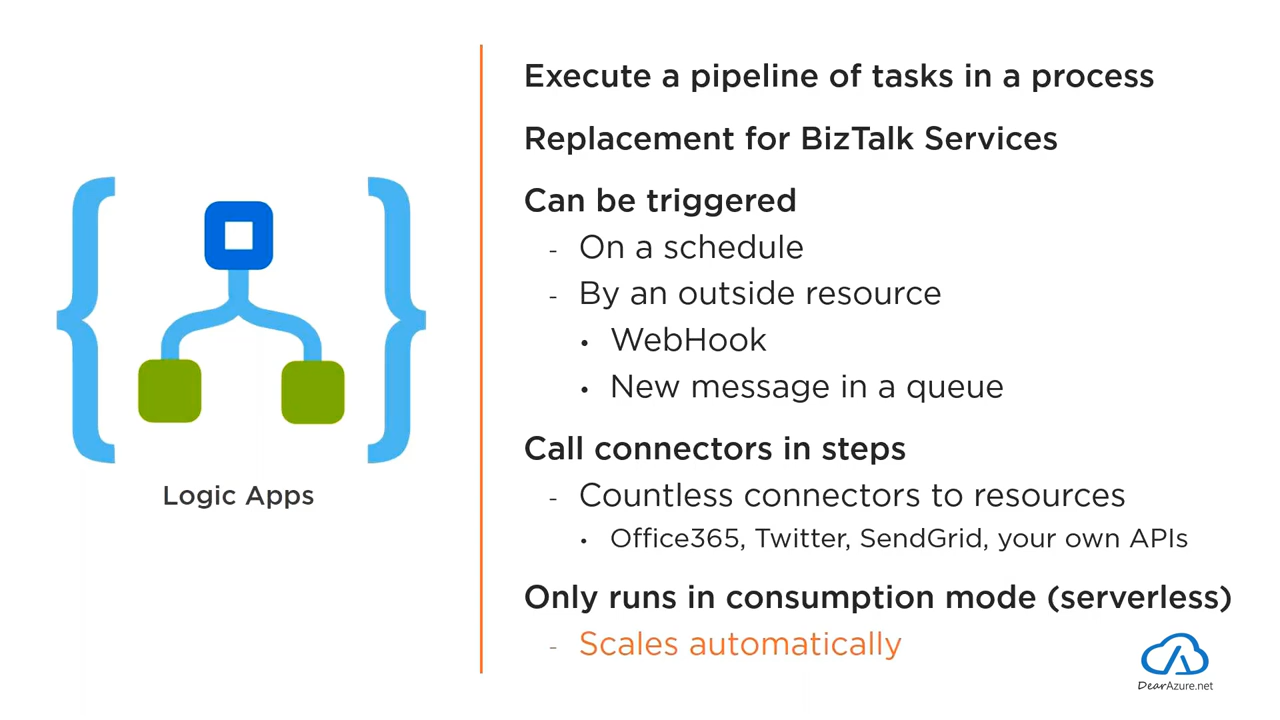 Execute a pipeline of tasks in a process
Replacement for BizTalk Services
Can be triggered
- On a schedule
- By an outside resource
• WebHook
• New message in a queue
Call connectors in steps
- Countless connectors to resources
• Office365, Twitter, SendGrid, your own APIs
Only runs in consumption mode (serverless)
- Scales automatically
Logic Apps
DearAzure.net